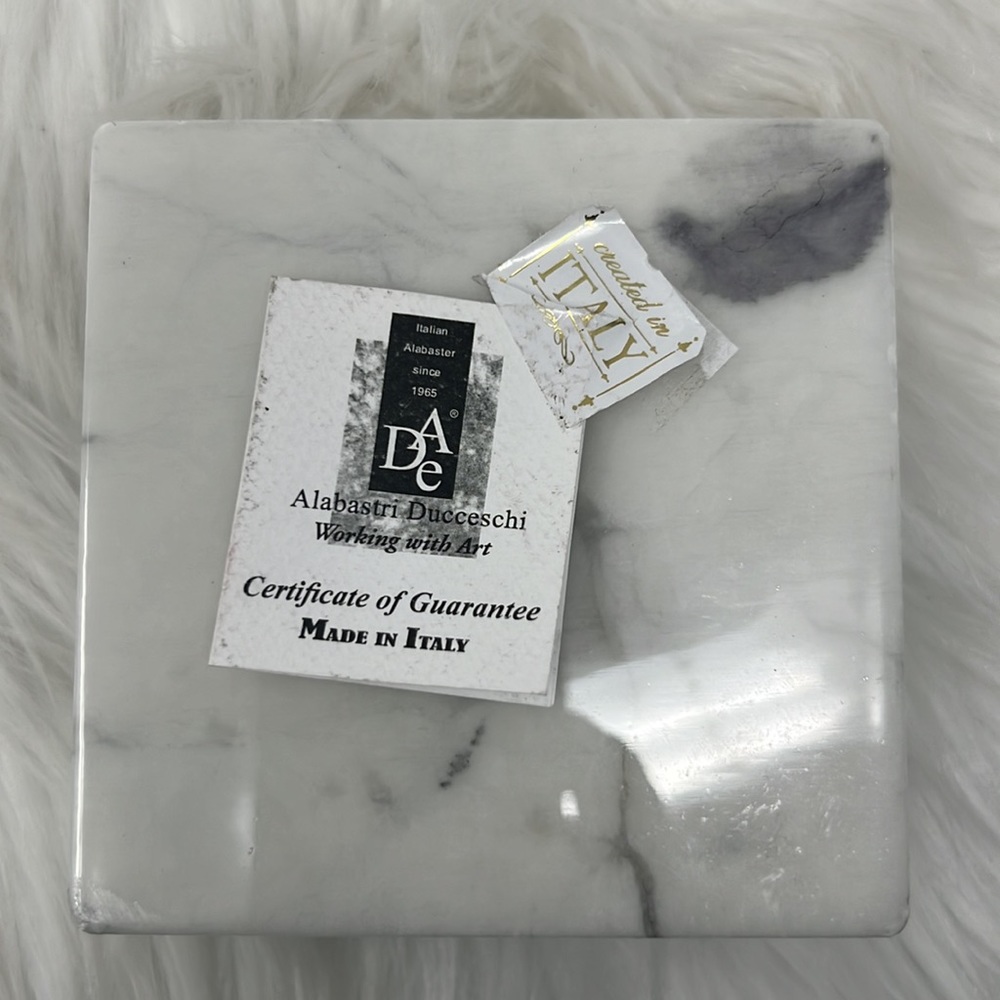 Italian
Alabaster
since
1965
ADe®
Alabastri Ducceschi
Working with Art
Certificate of Guarantee
MADE IN ITALY
created in
ITALY